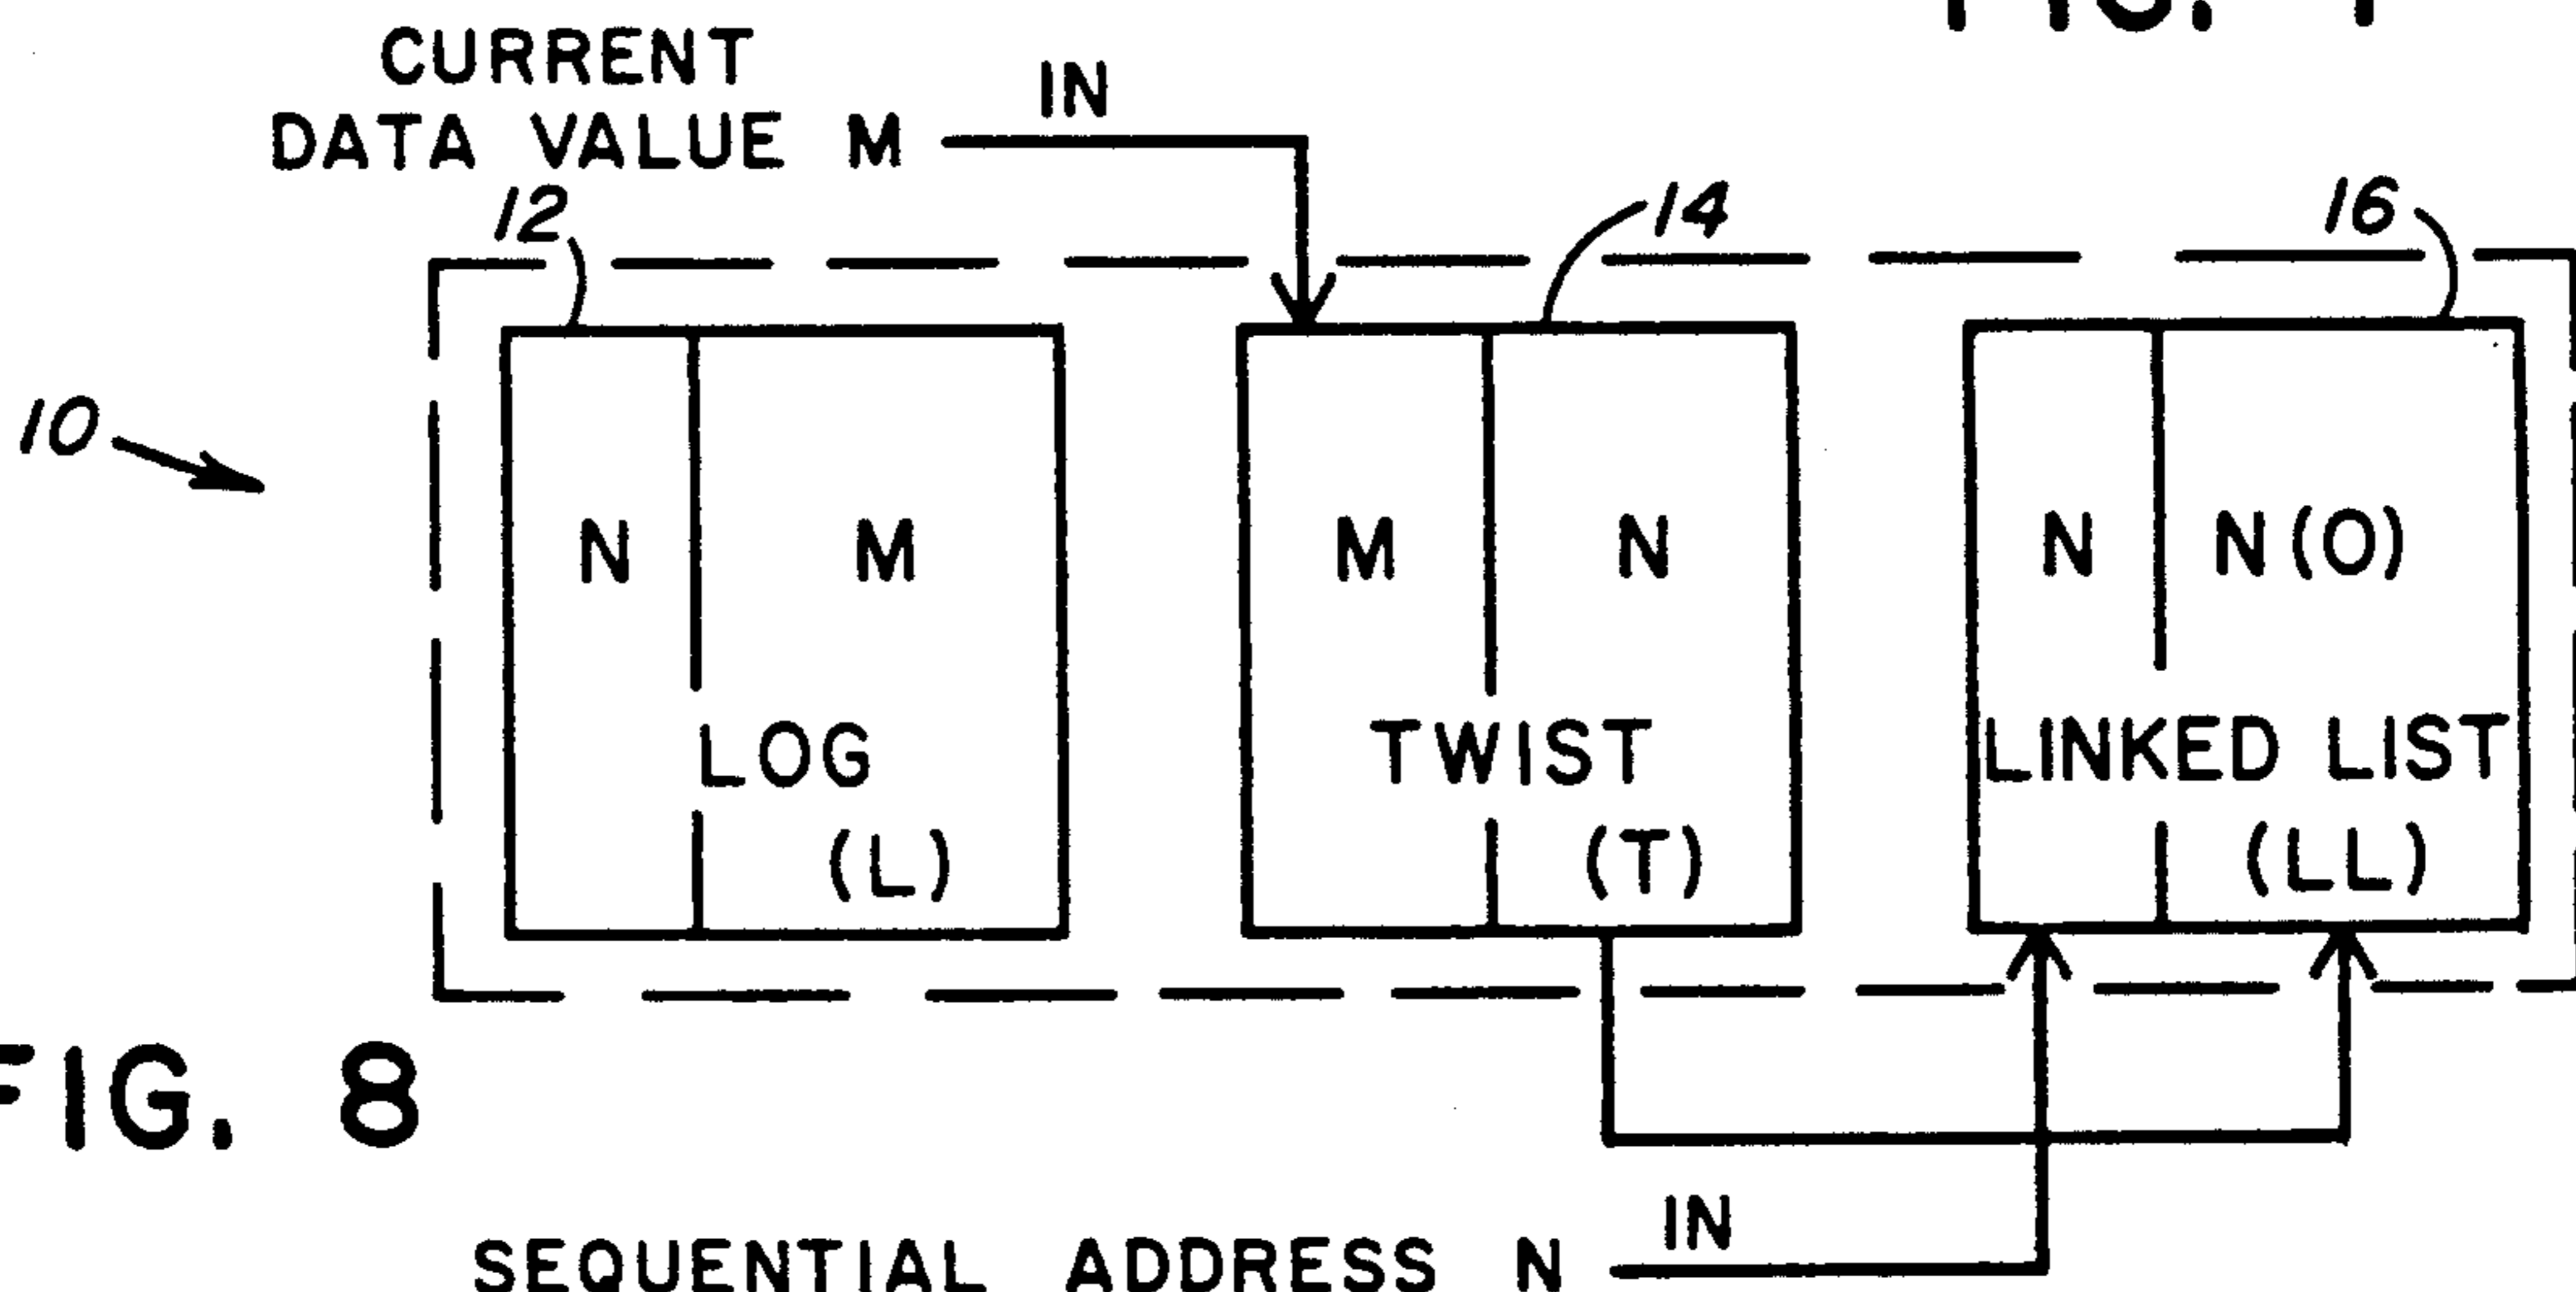 CURRENT
DATA VALUE M
IN
12
14
16
10
N M
M N
N N(O)
LOG
(L)
TWIST
(T)
LINKED LIST
(LL)
FIG. 8
SEQUENTIAL ADDRESS N
IN